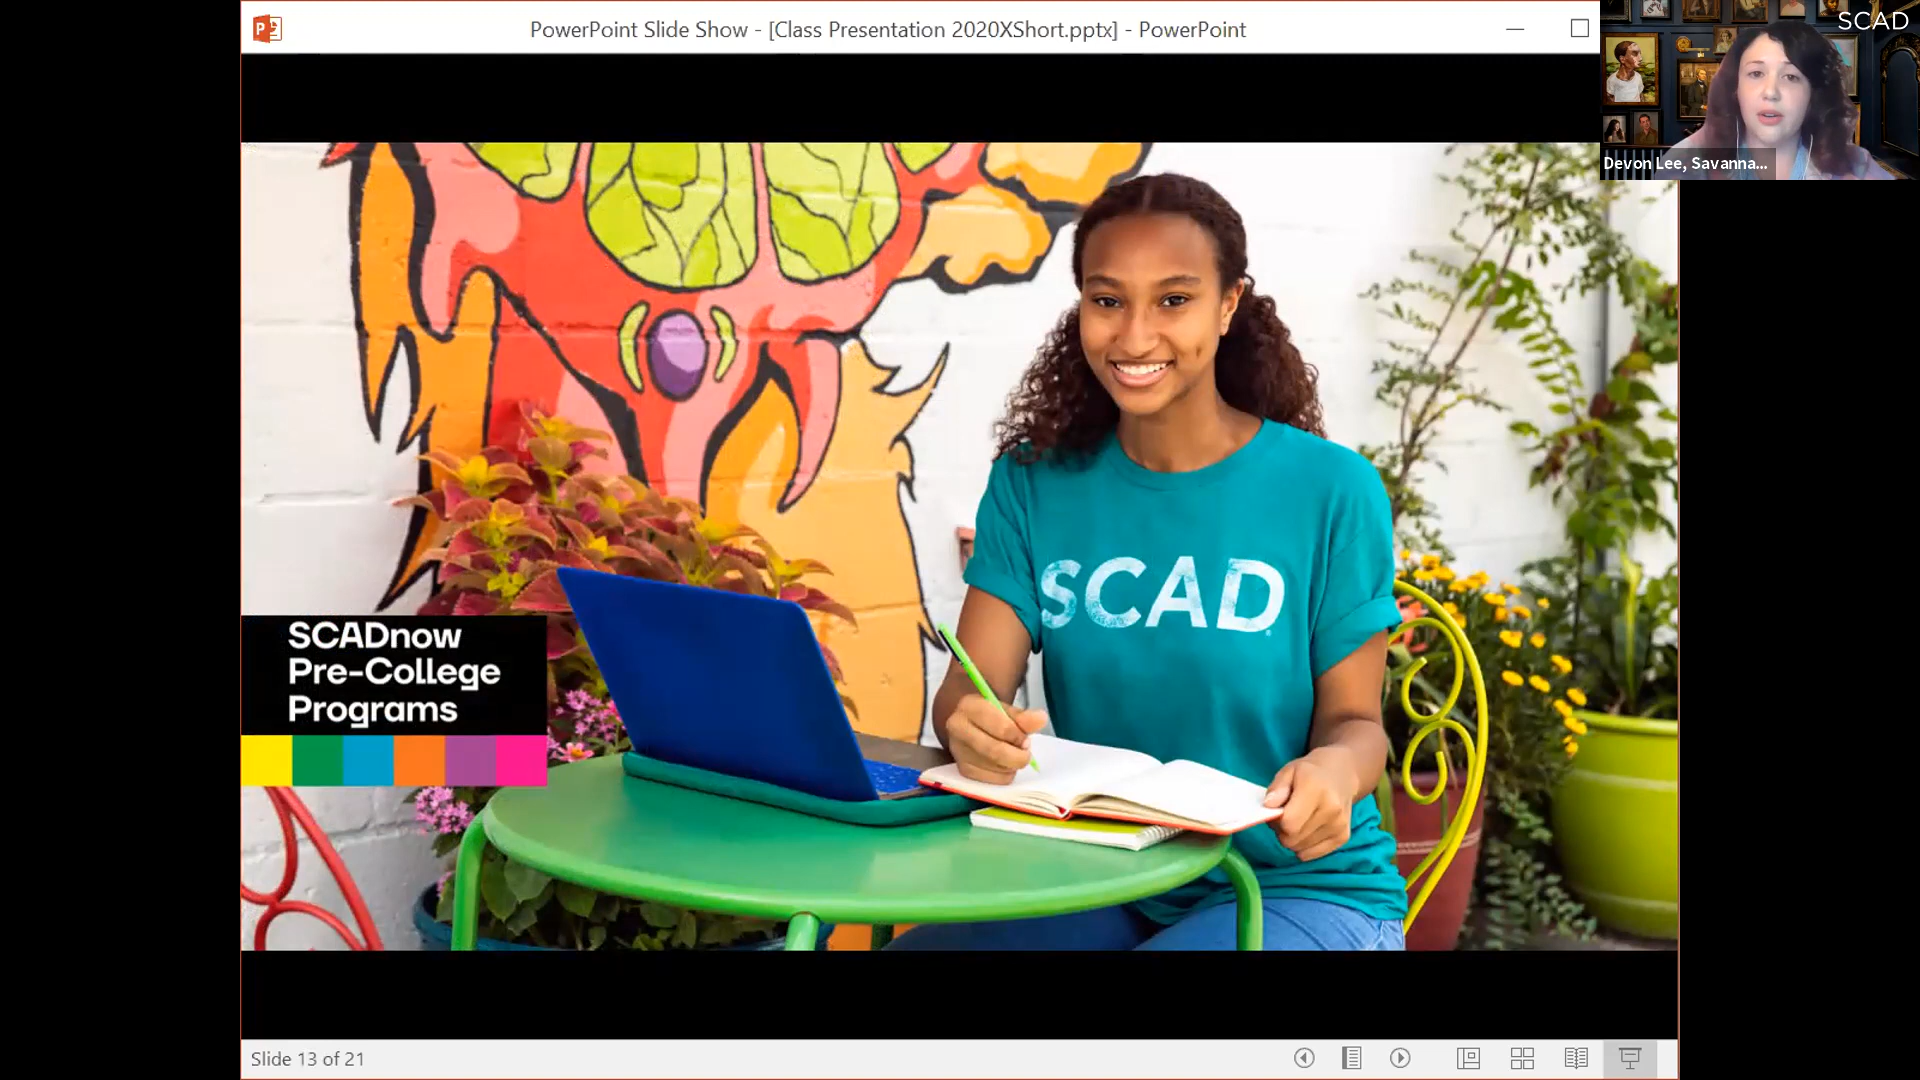 PowerPoint Slide Show - [Class Presentation 2020XShort.pptx] - PowerPoint
SCAD
Devon Lee, Savanna...
SCAD
SCADnow
Pre-College
Programs
Slide 13 of 21